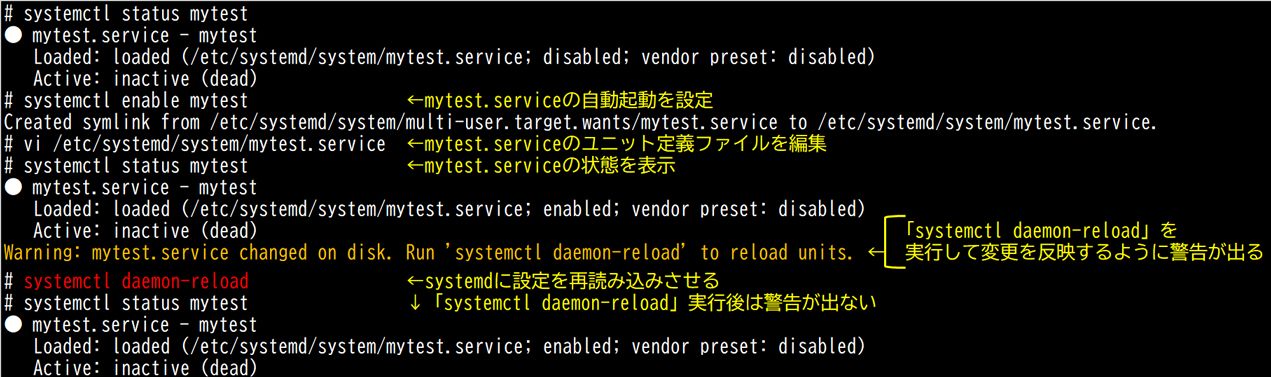 # systemctl status mytest
● mytest.service - mytest
Loaded: loaded (/etc/systemd/system/mytest.service; disabled; vendor preset: disabled)
Active: inactive (dead)
# systemctl enable mytest ←mytest.serviceの自動起動を設定
Created symlink from /etc/systemd/system/multi-user.target.wants/mytest.service to /etc/systemd/system/mytest.service.
# vi /etc/systemd/system/mytest.service ←mytest.serviceのユニット定義ファイルを編集
# systemctl status mytest ←mytest.serviceの状態を表示
● mytest.service - mytest
Loaded: loaded (/etc/systemd/system/mytest.service; enabled; vendor preset: disabled)
Active: inactive (dead)
Warning: mytest.service changed on disk. Run 'systemctl daemon-reload' to reload units. ←
「systemctl daemon-reload」を
実行して変更を反映するように警告が出る
# systemctl daemon-reload ←systemdに設定を再読み込みさせる
# systemctl status mytest ↓「systemctl daemon-reload」実行後は警告が出ない
● mytest.service - mytest
Loaded: loaded (/etc/systemd/system/mytest.service; enabled; vendor preset: disabled)
Active: inactive (dead)